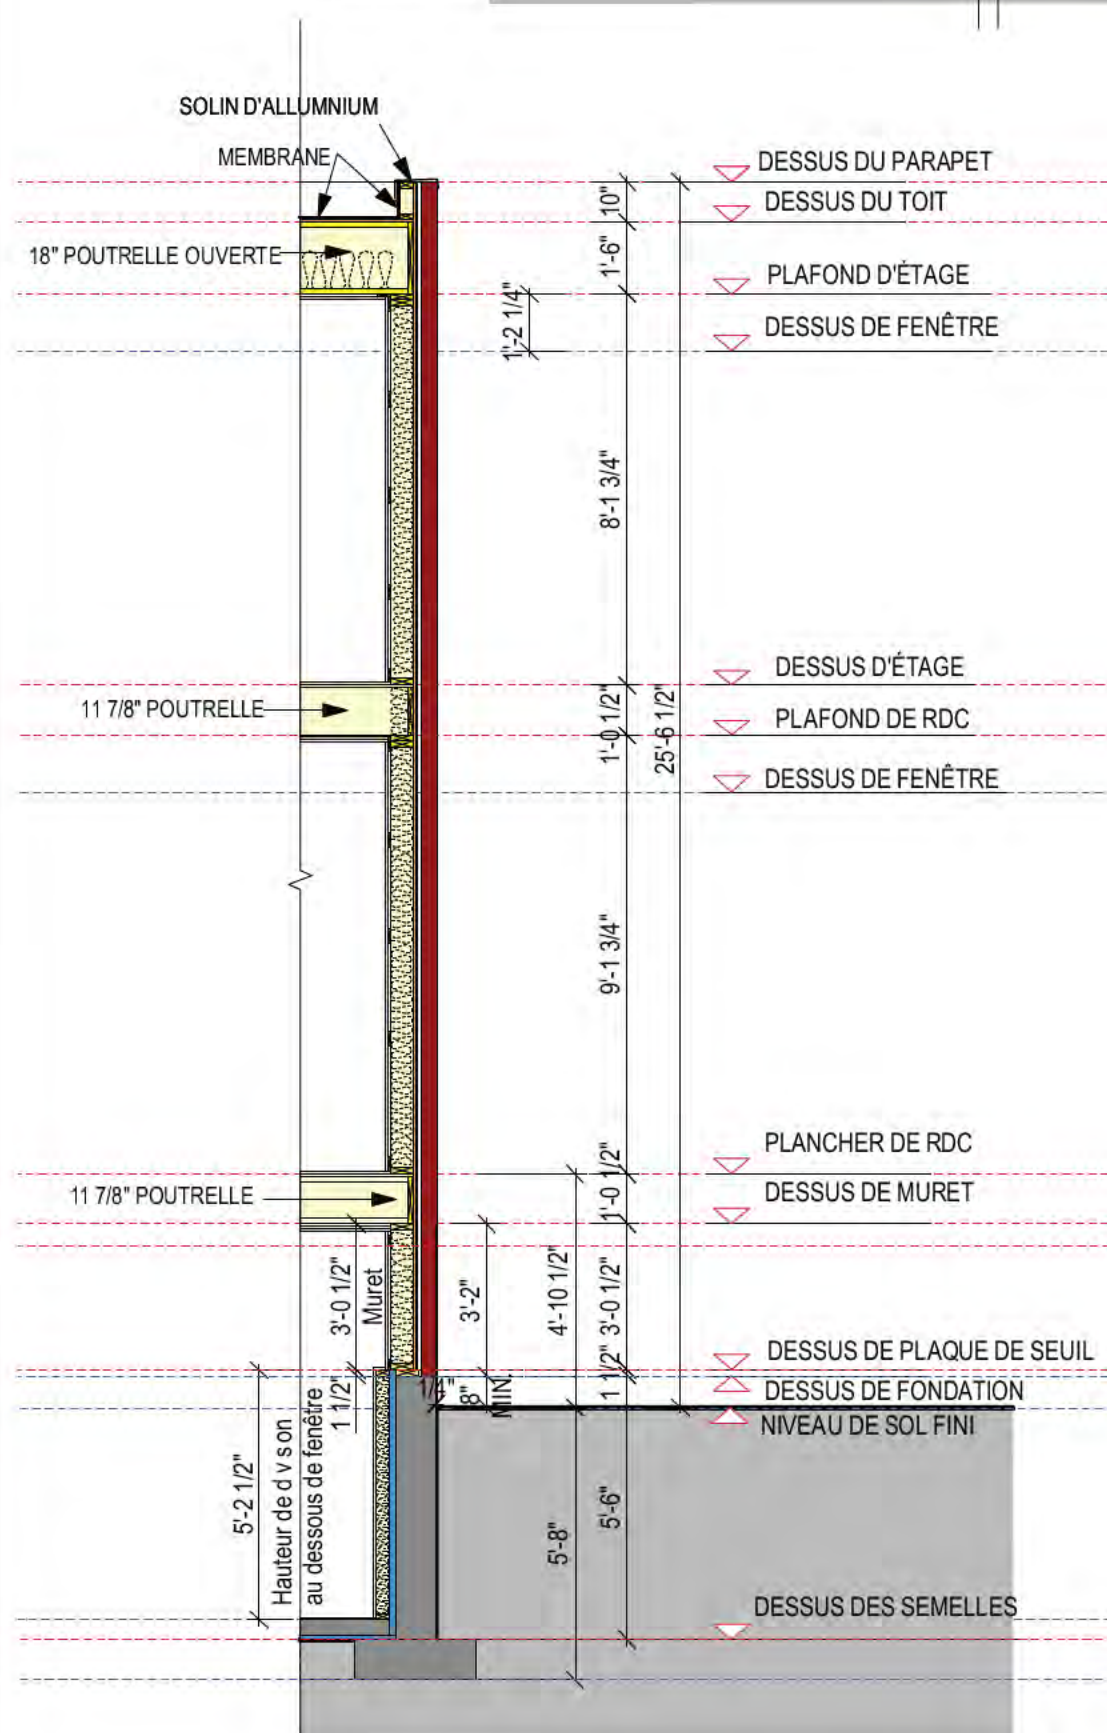 SOLIN D'ALLUMNIUM
MEMBRANE
DESSUS DU PARAPET
10"
DESSUS DU TOIT
18" POUTRELLE OUVERTE
1'-6"
PLAFOND D'ÉTAGE
1'-2 1/4"
DESSUS DE FENÊTRE
8'-1 3/4"
DESSUS D'ÉTAGE
11 7/8" POUTRELLE
1'-0 1/2"
25'-6 1/2"
PLAFOND DE RDC
DESSUS DE FENÊTRE
9'-1 3/4"
PLANCHER DE RDC
11 7/8" POUTRELLE
1'-0 1/2"
DESSUS DE MURET
3'-0 1/2"
Muret
3'-2"
4'-10 1/2"
3'-0 1/2"
DESSUS DE PLAQUE DE SEUIL
1 1/2"
1/4"
8"
MIN.
11 1/2"
DESSUS DE FONDATION
NIVEAU DE SOL FINI
5'-2 1/2"
Hauteur de d v s on
au dessous de fenêtre
5'-8"
5'-6"
DESSUS DES SEMELLES